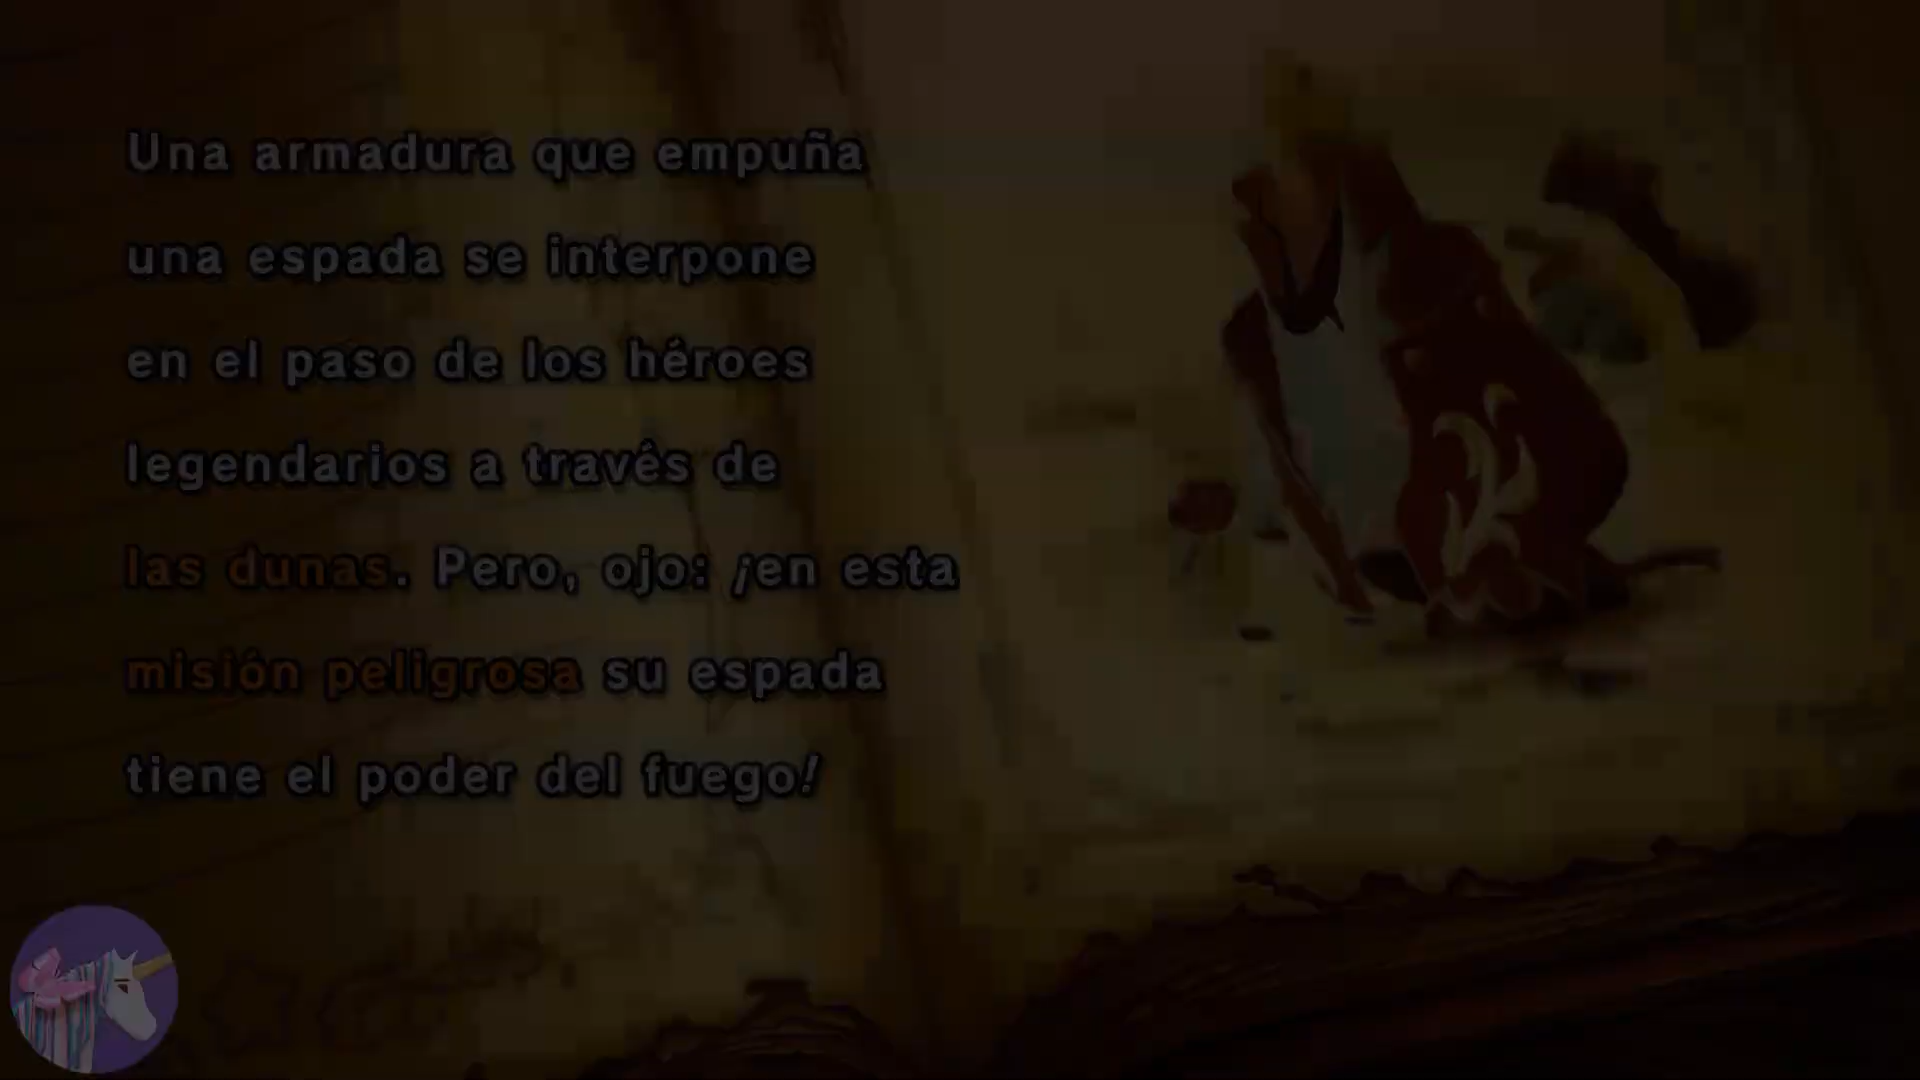 Una armadura que empuña
una espada se interpone
en el paso de los héroes
legendarios a través de
las dunas. Pero, ojo: ¡en esta
misión peligrosa su espada
tiene el poder del fuego!